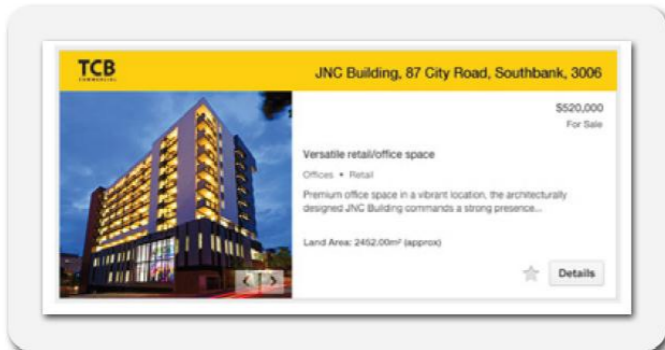 TCB
COMMERCIAL
JNC Building, 87 City Road, Southbank, 3006
$520,000
For Sale
Versatile retail/office space
Offices • Retail
Premium office space in a vibrant location, the architecturally
designed JNC Building commands a strong presence...
Land Area: 2452.00m² (approx)
Details